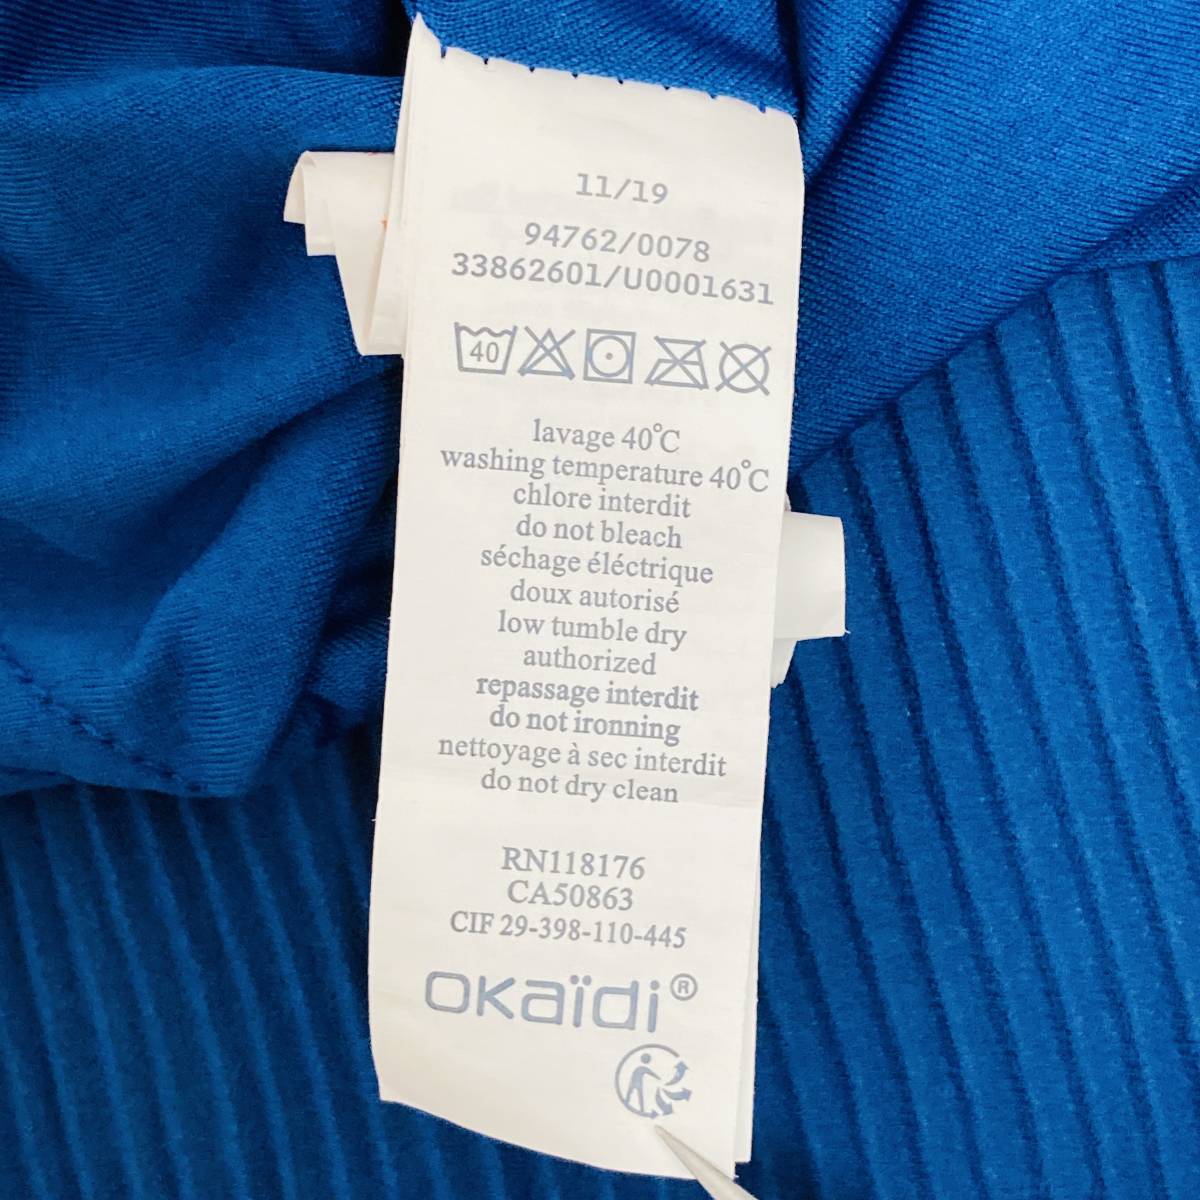 11/19
94762/0078
33862601/U0001631
40
lavage 40°C
washing temperature 40°C
chlore interdit
do not bleach
séchage éléctrique
doux autorisé
low tumble dry
authorized
repassage interdit
do not ironning
nettoyage à sec interdit
do not dry clean
RN118176
CA50863
CIF 29-398-110-445
OKaïdi®